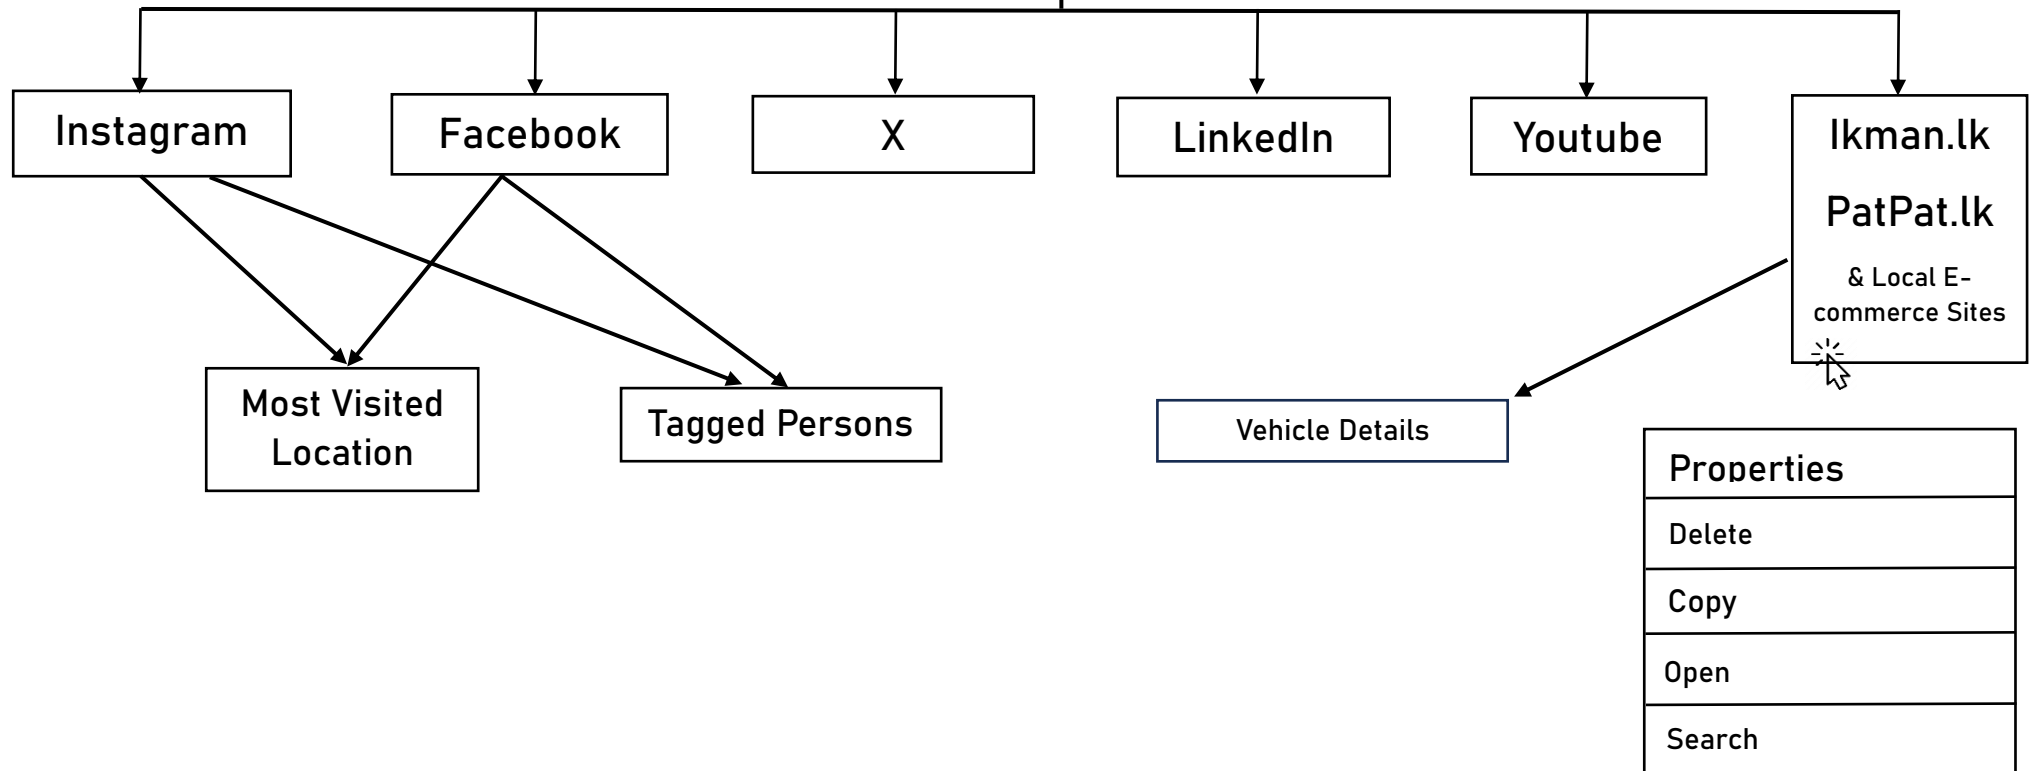 Instagram
Facebook
X
LinkedIn
Youtube
Ikman.lk
PatPat.lk
& Local E-
commerce Sites
Most Visited
Location
Tagged Persons
Vehicle Details
Properties
Delete
Copy
Open
Search